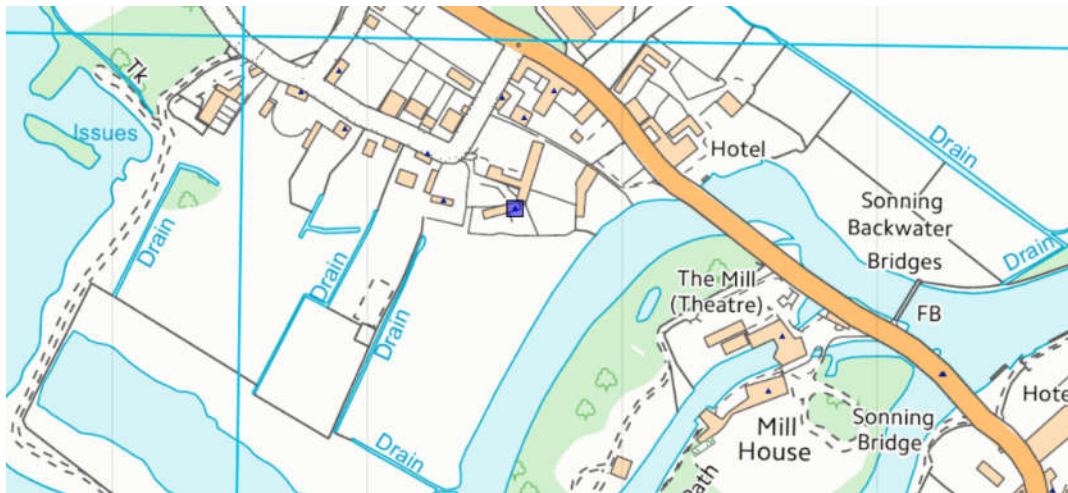 Tk
Issues
Drain
Drain
Drain
Drain
Hotel
Drain
Sonning
Backwater
Bridges
Drain
FB
The Mill
(Theatre)
Mill
House
Sonning
Bridge
Hote
Path